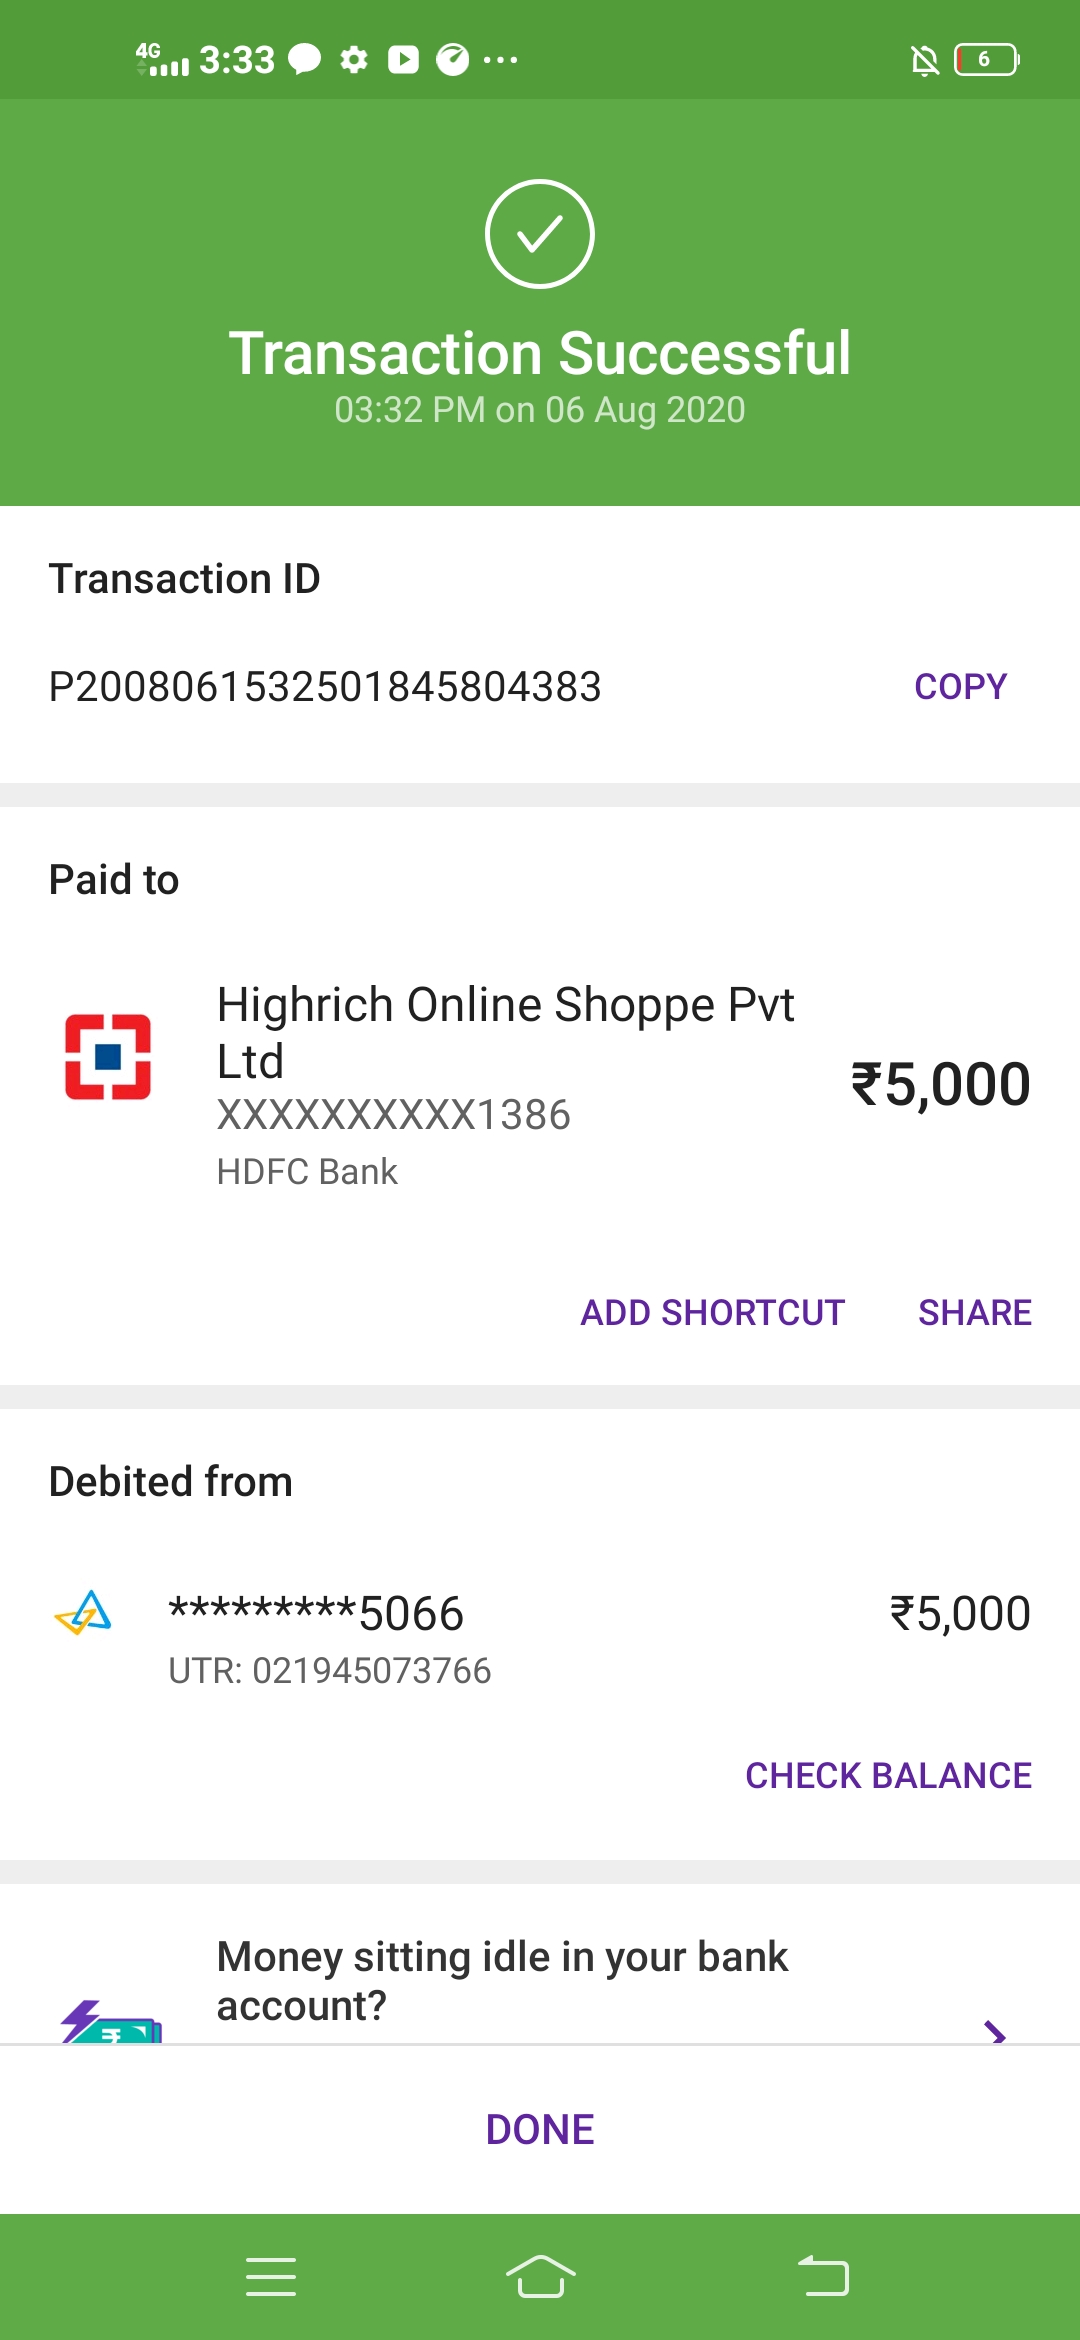 4G 3:33 6
Transaction Successful
03:32 PM on 06 Aug 2020
Transaction ID
P2008061532501845804383 COPY
Paid to
Highrich Online Shoppe Pvt
Ltd
₹5,000
XXXXXXXXXX1386
HDFC Bank
ADD SHORTCUT SHARE
Debited from
*********5066 ₹5,000
UTR: 021945073766
CHECK BALANCE
Money sitting idle in your bank
account?
DONE